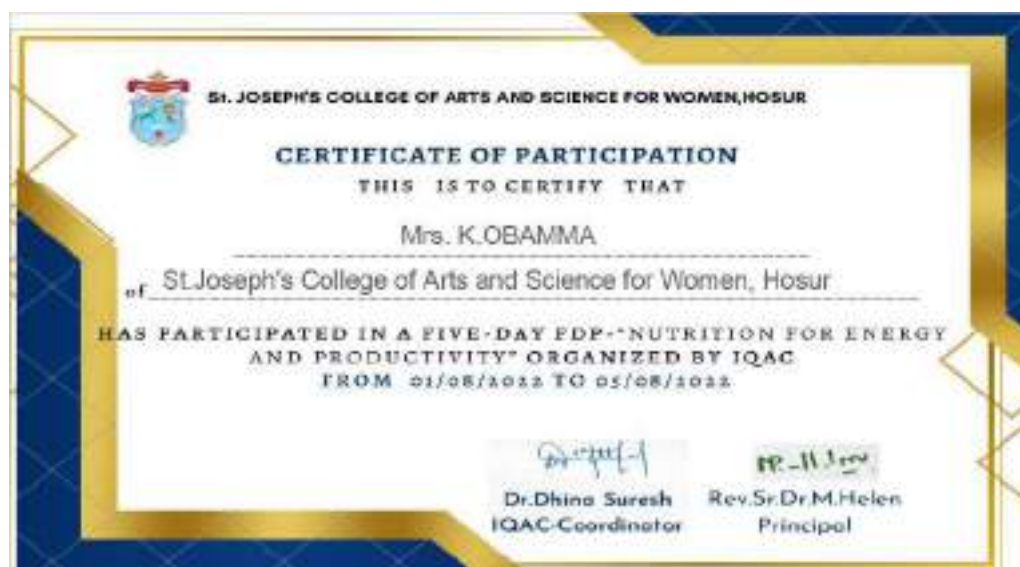 St. JOSEPH'S COLLEGE OF ARTS AND SCIENCE FOR WOMEN,HOSUR
CERTIFICATE OF PARTICIPATION
THIS IS TO CERTIFY THAT
Mrs. K.OBAMMA
of St.Joseph's College of Arts and Science for Women, Hosur
HAS PARTICIPATED IN A FIVE-DAY FDP-"NUTRITION FOR ENERGY
AND PRODUCTIVITY" ORGANIZED BY IQAC
FROM 01/08/2022 TO 05/08/2022
Dr.Dhina Suresh Rev.Sr.Dr.M.Helen
IQAC-Coordinator Principal